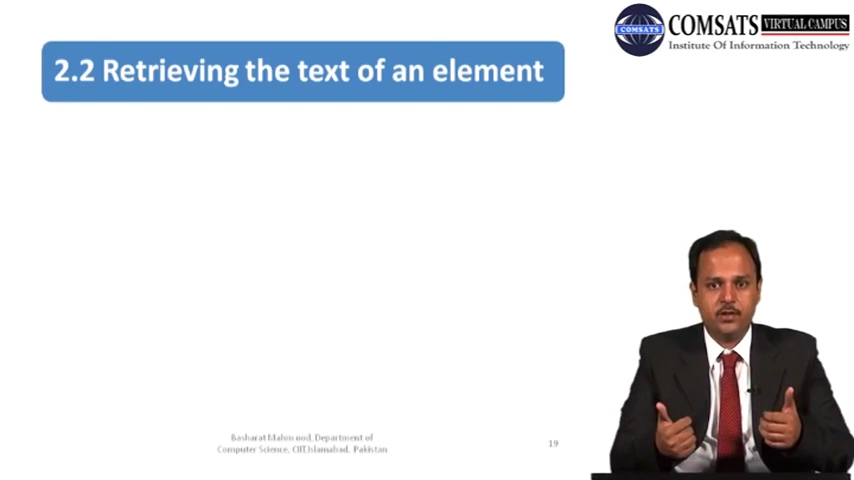 COMSATS VIRTUAL CAMPUS
COMSATS Institute Of Information Technology
2.2 Retrieving the text of an element
Basharat Mahmood, Department of
Computer Science, CIIT,Islamabad, Pakistan
19